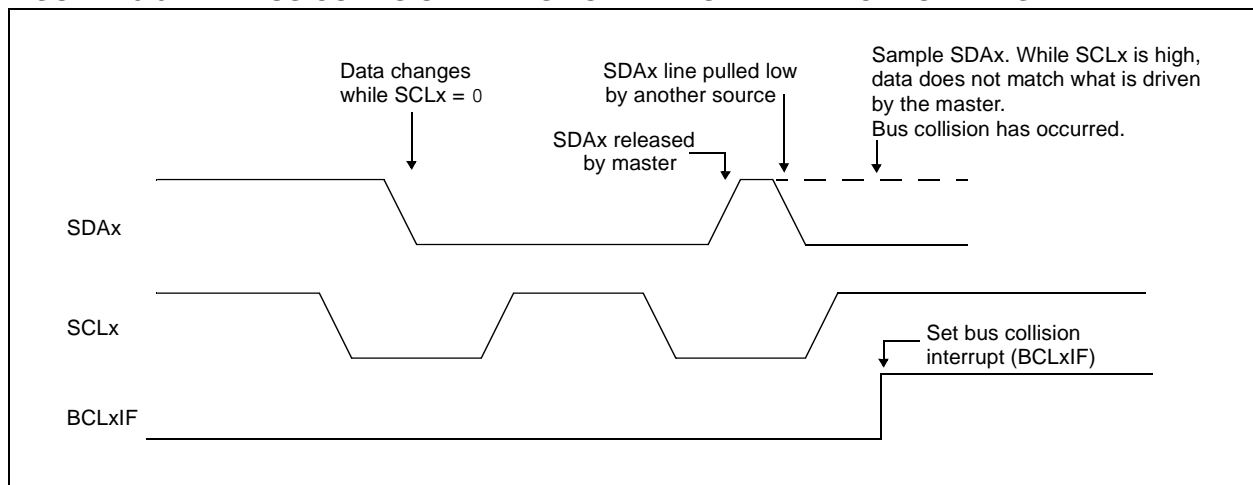 Data changes
while SCLx = 0
SDAx line pulled low
by another source
Sample SDAx. While SCLx is high,
data does not match what is driven
by the master.
Bus collision has occurred.
SDAx released
by master
SDAx
SCLx
Set bus collision
interrupt (BCLxIF)
BCLxIF